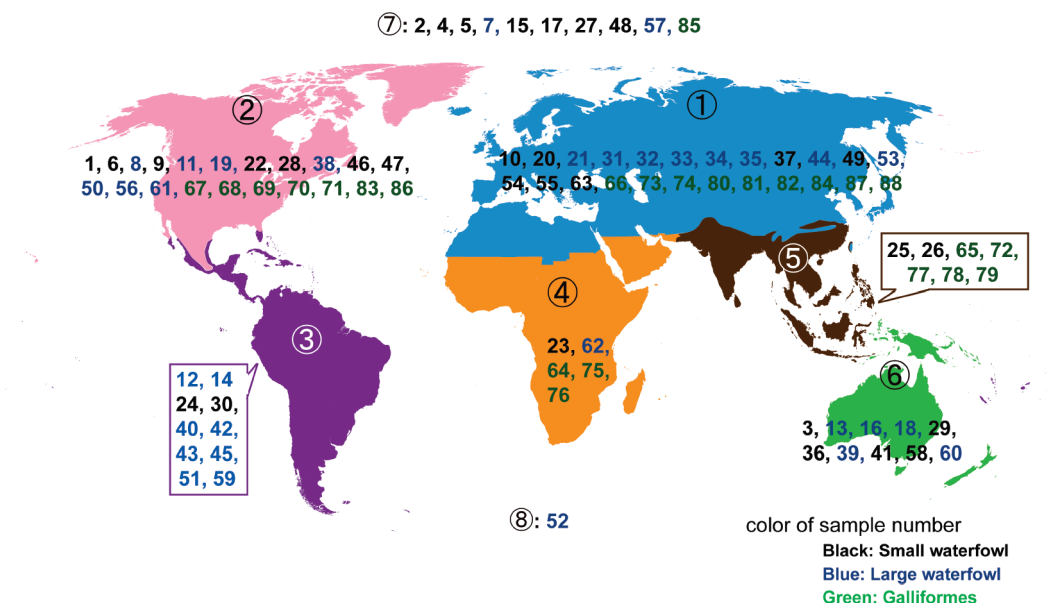 ⑦: 2, 4, 5, 7, 15, 17, 27, 48, 57, 85
②
①
1, 6, 8, 9, 11, 19, 22, 28, 38, 46, 47,
50, 56, 61, 67, 68, 69, 70, 71, 83, 86
10, 20, 21, 31, 32, 33, 34, 35, 37, 44, 49, 53,
54, 55, 63, 66, 73, 74, 80, 81, 82, 84, 87, 88
⑤
25, 26, 65, 72,
77, 78, 79
④
③
23, 62,
64, 75,
76
⑥
12, 14
24, 30,
40, 42,
43, 45,
51, 59
3, 13, 16, 18, 29,
36, 39, 41, 58, 60
⑧: 52
color of sample number
Black: Small waterfowl
Blue: Large waterfowl
Green: Galliformes